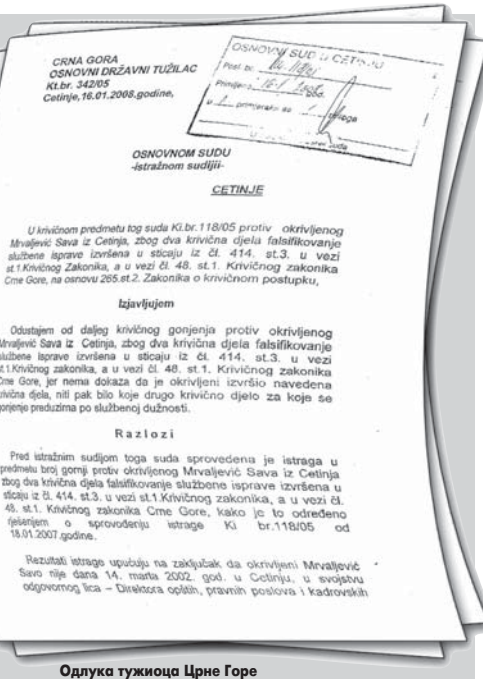 CRNA GORA
OSNOVNI DRŽAVNI TUŽILAC
Kt.br. 342/05
Cetinje,16.01.2008.godine,
OSNOVNI SUD U CETINJU
Post. br.
Primljeno 16-1 2008 god.
u primjeraka sa priloga
OSNOVNOM SUDU
-istražnom sudiji-
CETINJE
U krivičnom predmetu tog suda Ki.br.118/05 protiv okrivljenog
Mrvaljević Sava iz Cetinja, zbog dva krivična djela falsifikovanje
službene isprave izvršena u sticaju iz čl. 414. st.3. u vezi
st.1.Krivičnog Zakonika, a u vezi čl. 48. st.1. Krivičnog zakonika
Crne Gore, na osnovu 265.st.2. Zakonika o krivičnom postupku,
Izjavljujem
Odustajem od daljeg krivičnog gonjenja protiv okrivljenog
Mrvaljević Sava iz Cetinja, zbog dva krivična djela falsifikovanje
službene isprave izvršena u sticaju iz čl. 414. st.3. u vezi
st.1.Krivičnog zakonika, a u vezi čl. 48. st.1. Krivičnog zakonika
Crne Gore, jer nema dokaza da je okrivljeni izvršio navedena
krivična djela, niti pak bilo koje drugo krivično djelo za koje se
gonjenje preduzima po službenoj dužnosti.
Razlozi
Pred istražnim sudijom toga suda sprovedena je istraga u
predmetu broj gornji protiv okrivljenog Mrvaljević Sava iz Cetinja
zbog dva krivična djela falsifikovanje službene isprave izvršena u
sticaju iz čl. 414. st.3. u vezi st.1.Krivičnog zakonika, a u vezi čl.
48. st.1. Krivičnog zakonika Crne Gore, kako je to određeno
rješenjem o sprovođenju istrage Ki br.118/05 od
18.01.2007.godine.
Rezultati istrage upućuju na zaključak da okrivljeni Mrvaljević
Savo nije dana 14. marta 2002. god. u Cetinju, u svojstvu
odgovornog lica – Direktora opštih, pravnih poslova i kadrovskih
Одлука тужиоца Црне Горе